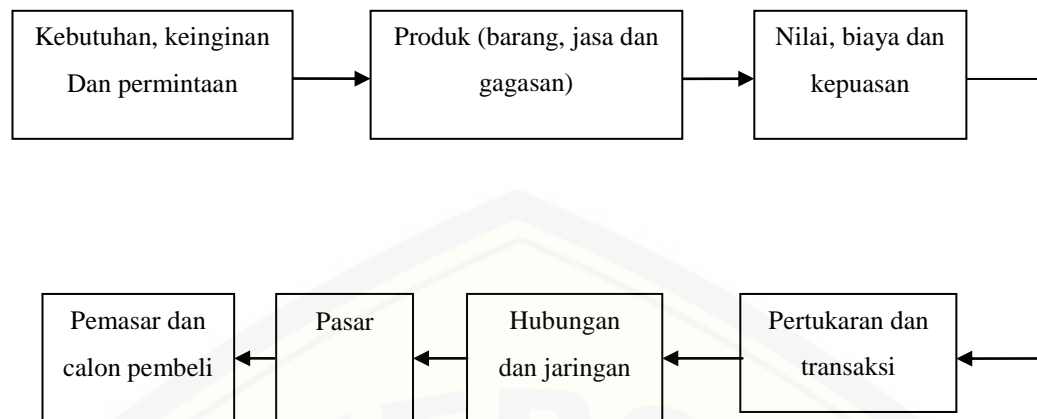 Kebutuhan, keinginan
Dan permintaan
Produk (barang, jasa dan
gagasan)
Nilai, biaya dan
kepuasan
Pertukaran dan
transaksi
Hubungan
dan jaringan
Pasar
Pemasar dan
calon pembeli